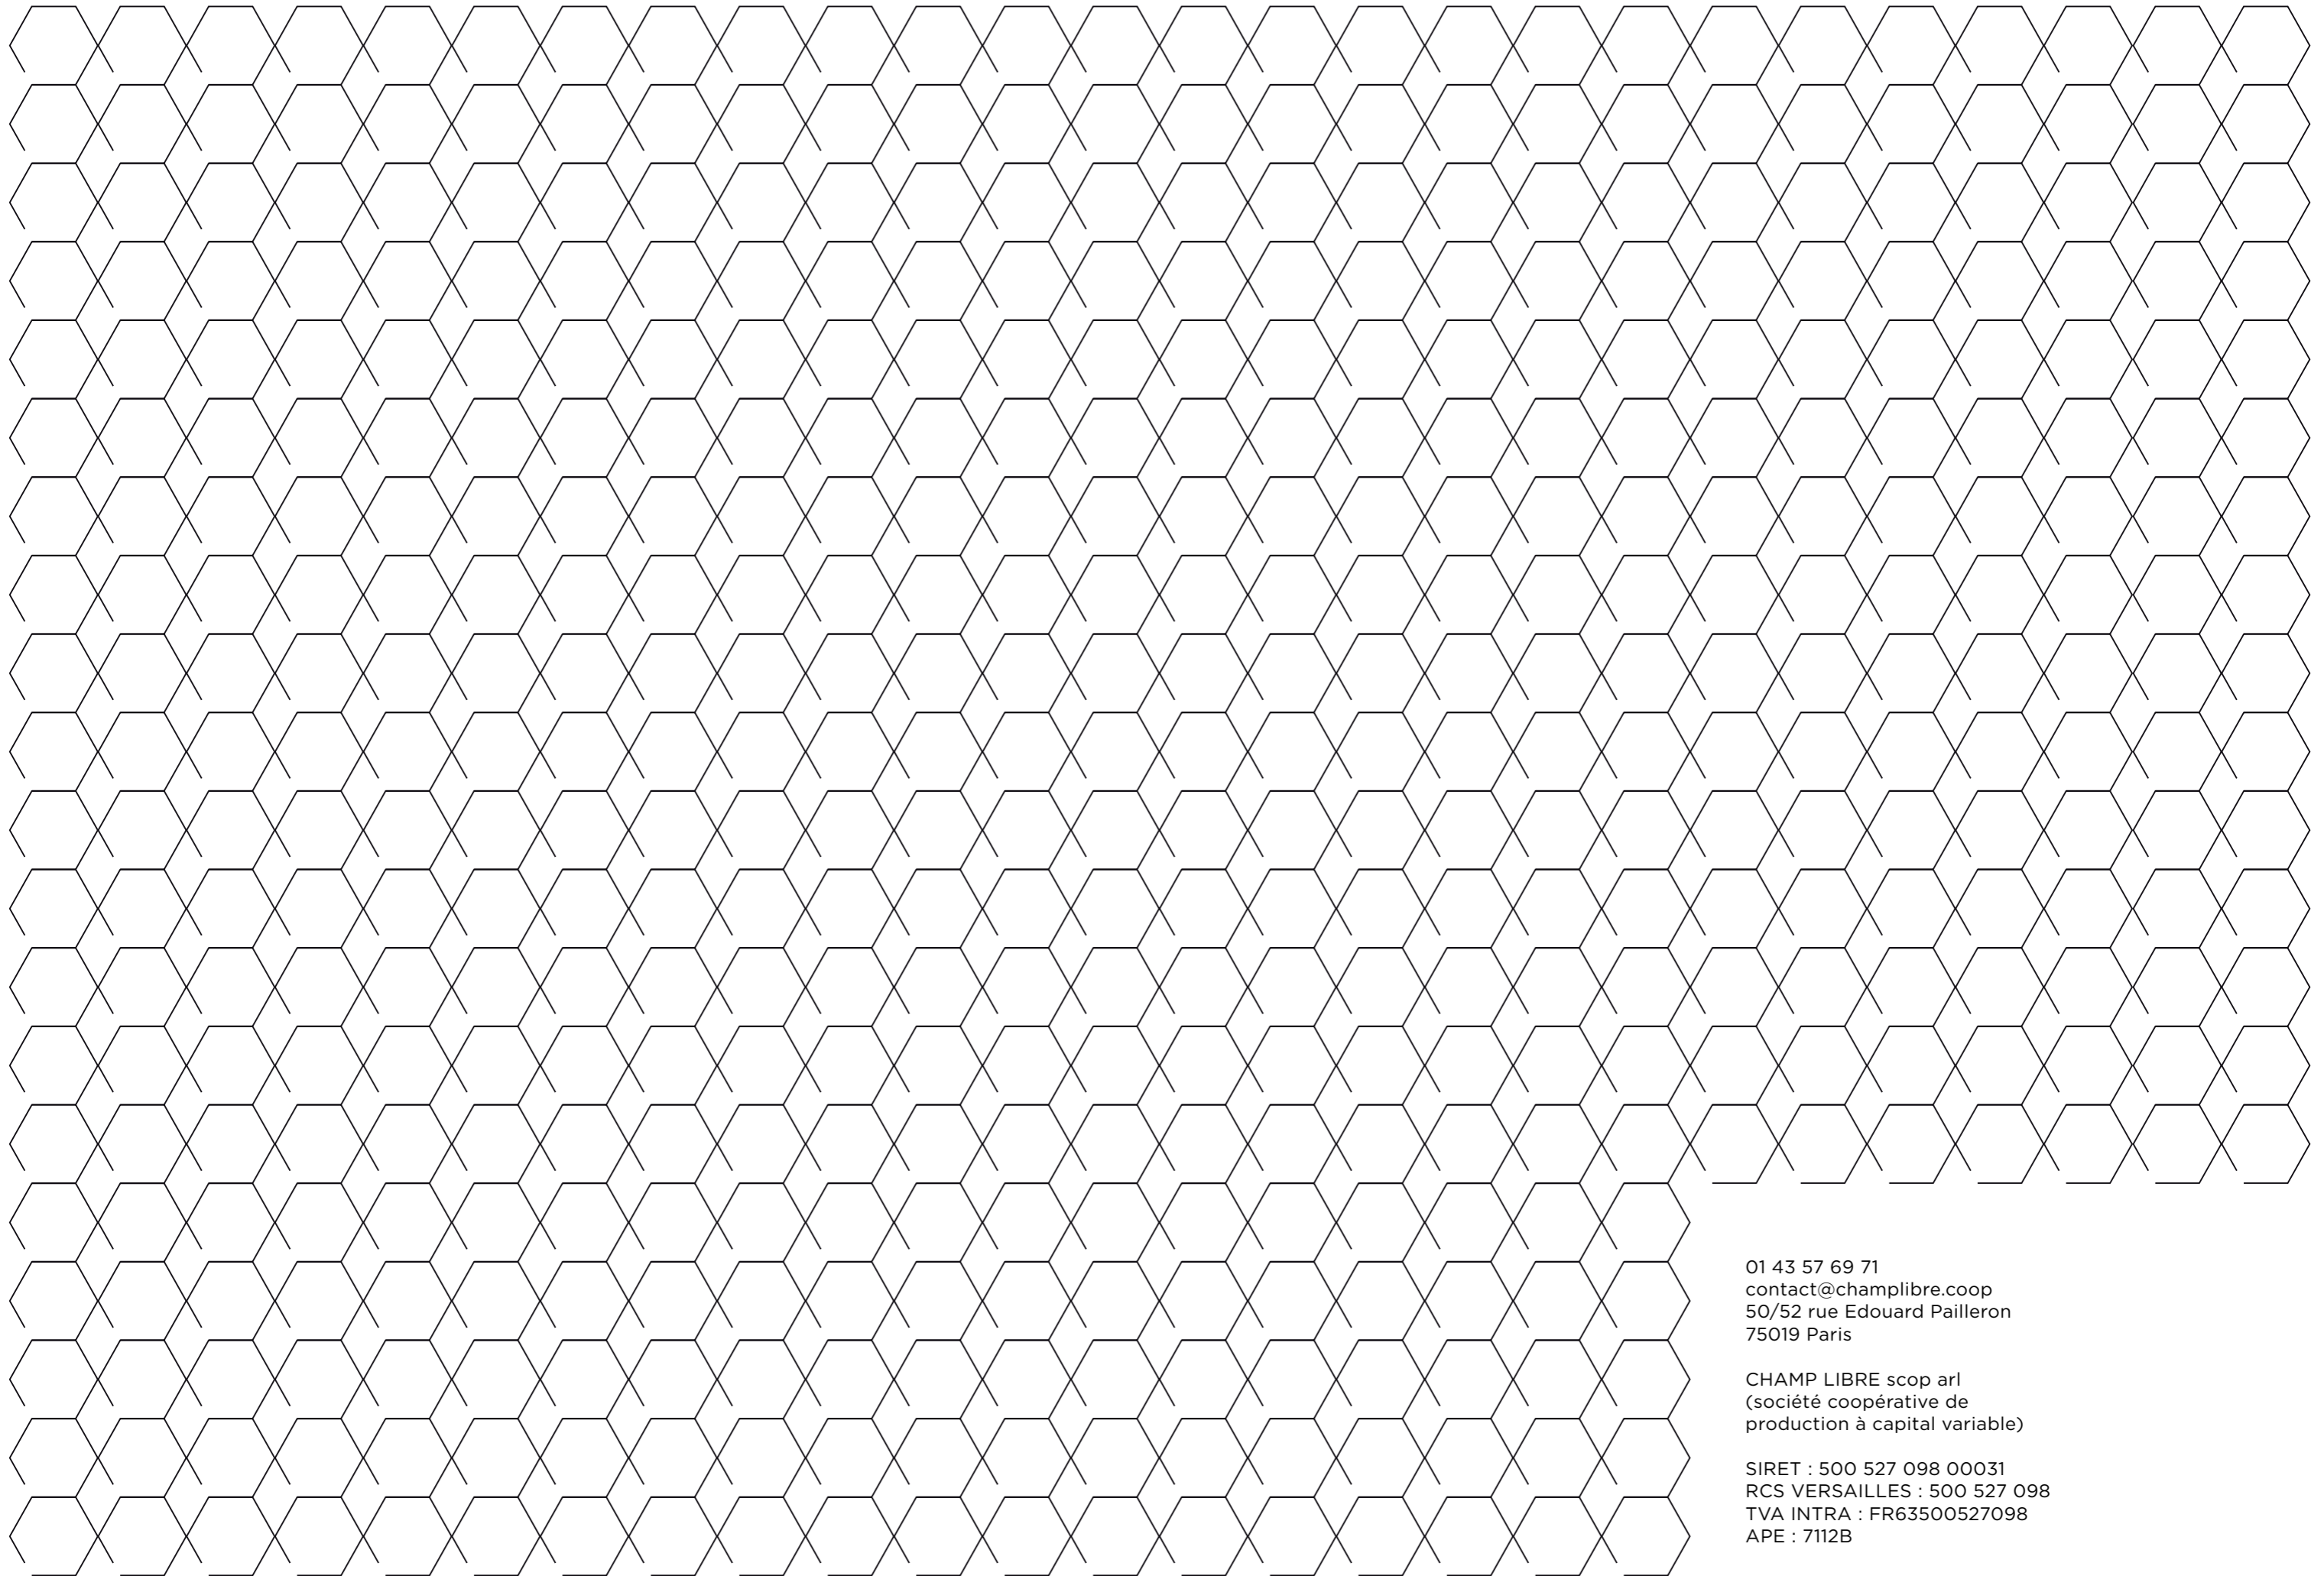 01 43 57 69 71
contact@champlibre.coop
50/52 rue Edouard Pailleron
75019 Paris
CHAMP LIBRE scop arl
(société coopérative de
production à capital variable)
SIRET : 500 527 098 00031
RCS VERSAILLES : 500 527 098
TVA INTRA : FR63500527098
APE : 7112B